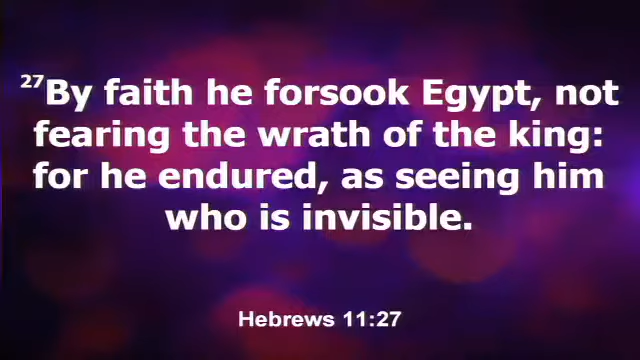 27By faith he forsook Egypt, not
fearing the wrath of the king:
for he endured, as seeing him
who is invisible.
Hebrews 11:27